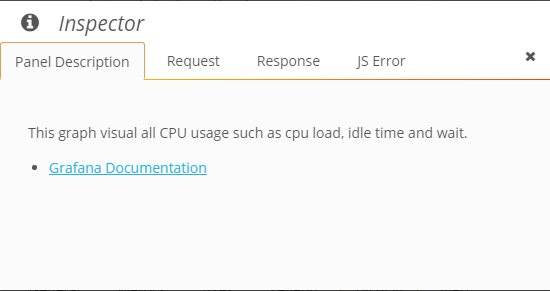 Inspector
Panel Description Request Response JS Error
This graph visual all CPU usage such as cpu load, idle time and wait.
Grafana Documentation